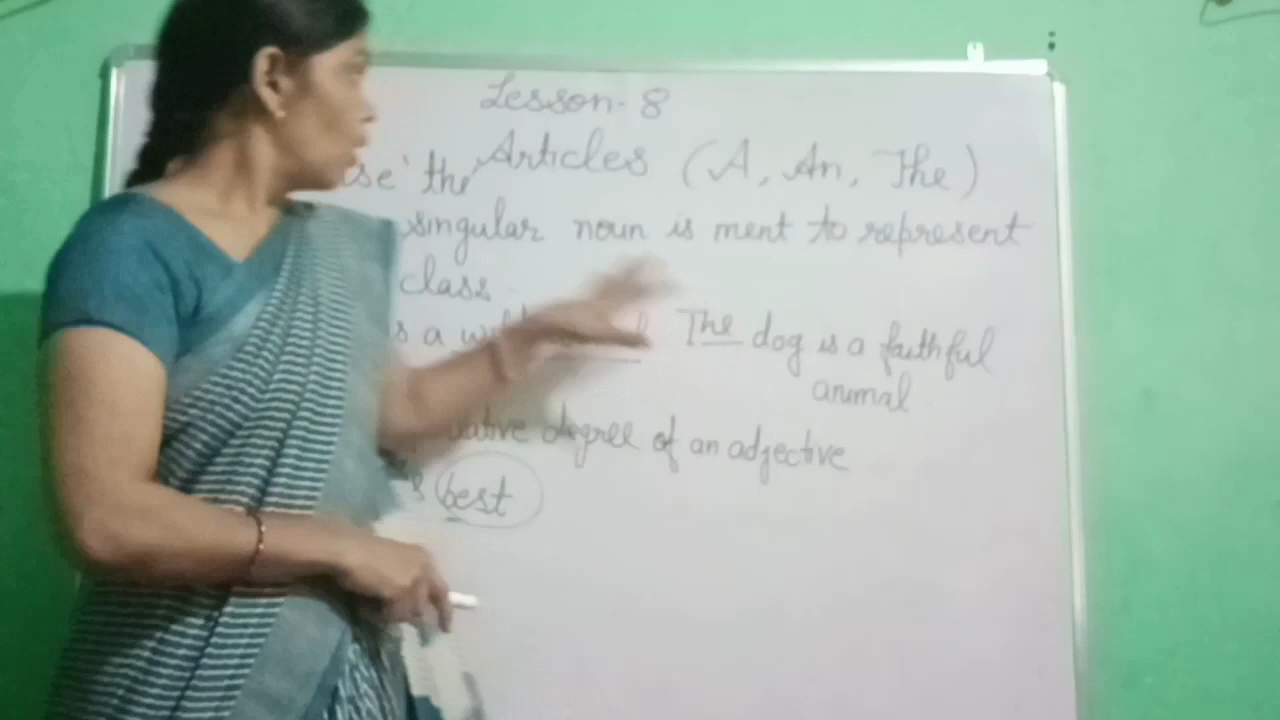 Lesson-8
Articles (A, An, The)
the
singular noun is ment to represent
class
s a The dog is a faithful
animal
degree of an adjective
best